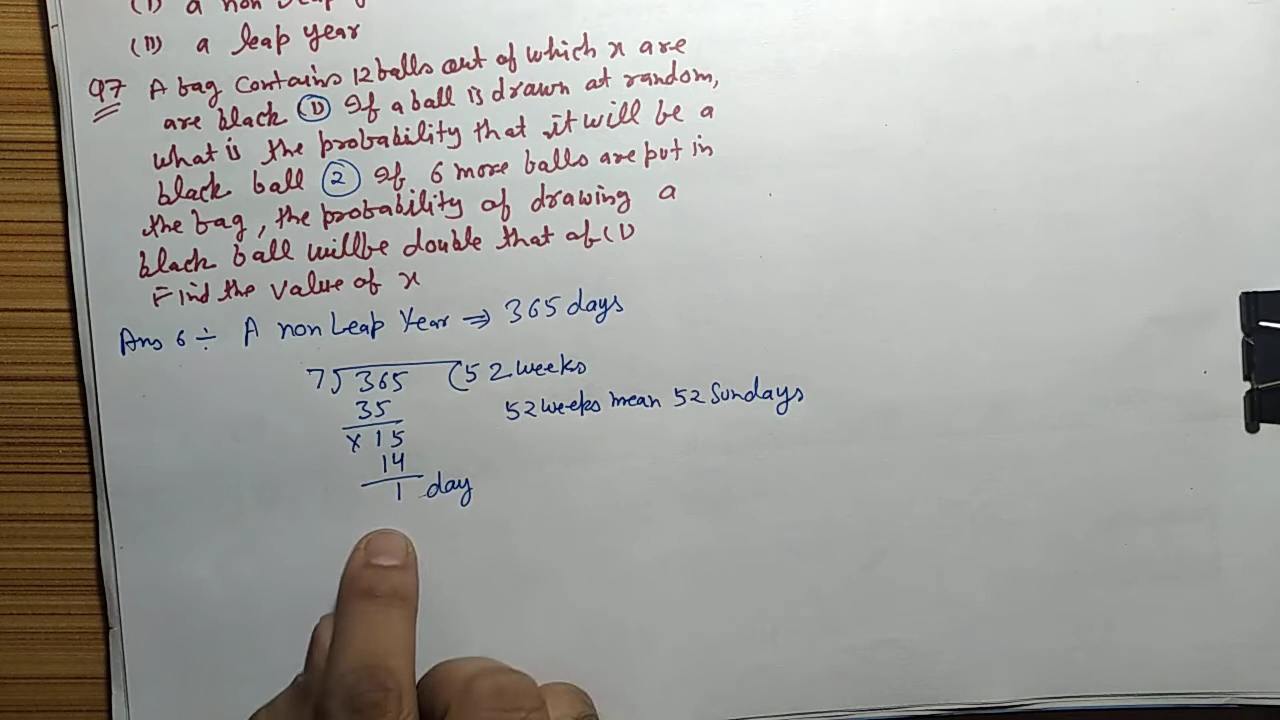 (I) a non leap
(II) a leap year
Q7 A bag contains 12 balls out of which x are
are black (1) If a ball is drawn at random,
what is the probability that it will be a
black ball (2) If 6 more balls are put in
the bag, the probability of drawing a
black ball will be double that of (1)
Find the value of x
Ans 6 ÷ A non Leap Year ⇒ 365 days
7) 365 (52 weeks
35
52 weeks mean 52 Sundays
x 15
14
1 day